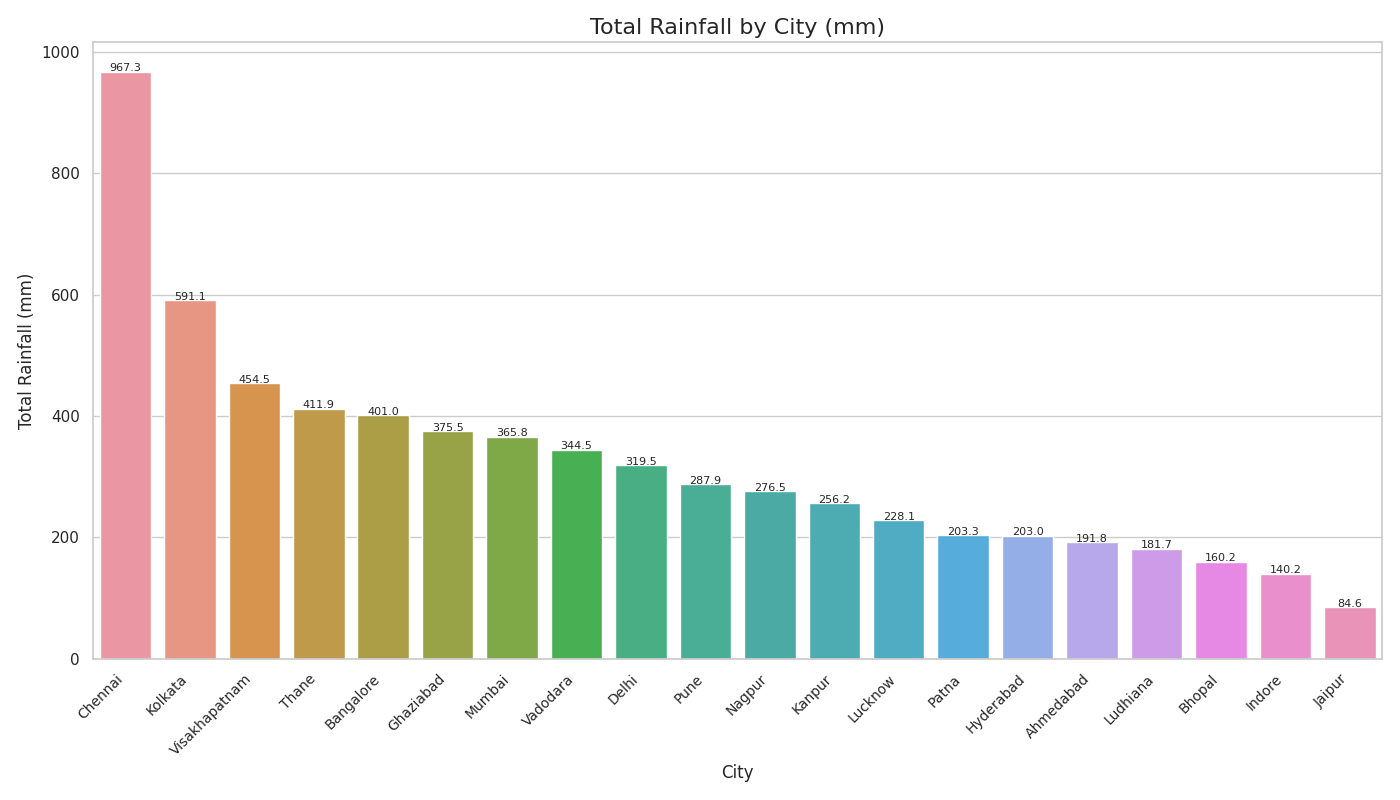 Total Rainfall by City (mm)
Total Rainfall (mm)
1000
800
600
400
200
0
967.3
591.1
454.5
411.9
401.0
375.5
365.8
344.5
319.5
287.9
276.5
256.2
228.1
203.3
203.0
191.8
181.7
160.2
140.2
84.6
Chennai
Kolkata
Visakhapatnam
Thane
Bangalore
Ghaziabad
Mumbai
Vadodara
Delhi
Pune
Nagpur
Kanpur
Lucknow
Patna
Hyderabad
Ahmedabad
Ludhiana
Bhopal
Indore
Jaipur
City